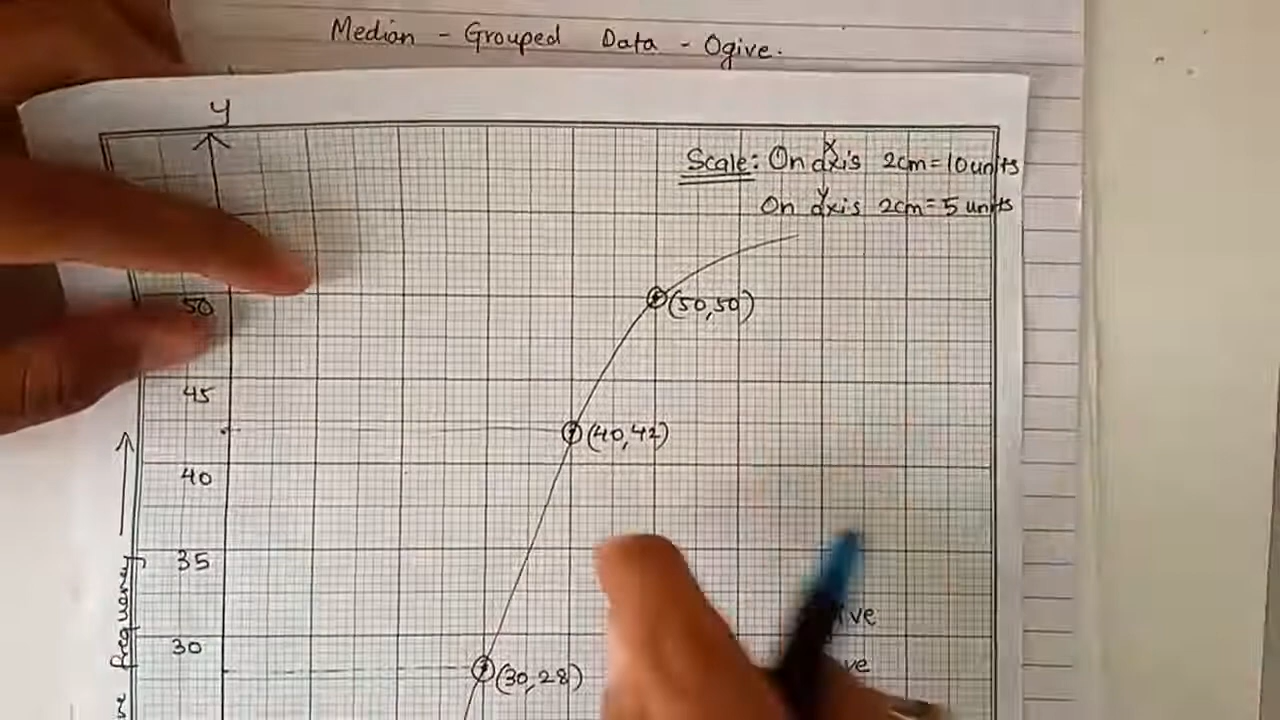 Median - Grouped Data - Ogive.
y
Scale: On x axis 2cm = 10 units
On y axis 2cm = 5 units
50
(50,50)
45
(40,42)
40
35
30
(30,28)
frequency